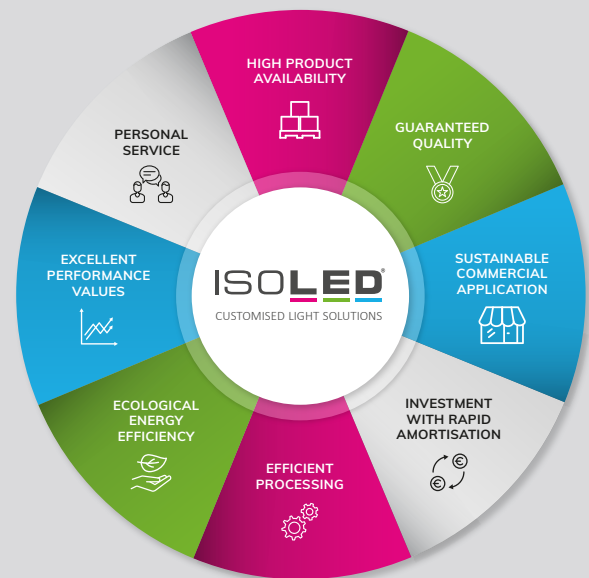 HIGH PRODUCT
AVAILABILITY
GUARANTEED
QUALITY
SUSTAINABLE
COMMERCIAL
APPLICATION
INVESTMENT
WITH RAPID
AMORTISATION
€
€
EFFICIENT
PROCESSING
ECOLOGICAL
ENERGY
EFFICIENCY
EXCELLENT
PERFORMANCE
VALUES
PERSONAL
SERVICE
ISOLED®
CUSTOMISED LIGHT SOLUTIONS